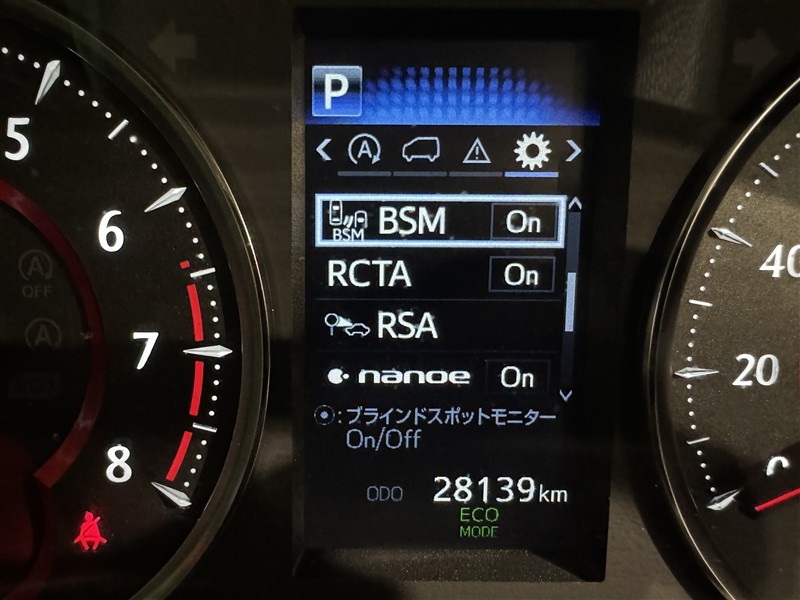 P
A
BSM
BSM On
RCTA On
RSA
nanoe On
:ブラインドスポットモニター
On/Off
ODO 28139km
ECO
MODE
5
6
7
8
A
OFF
A
40
20
0